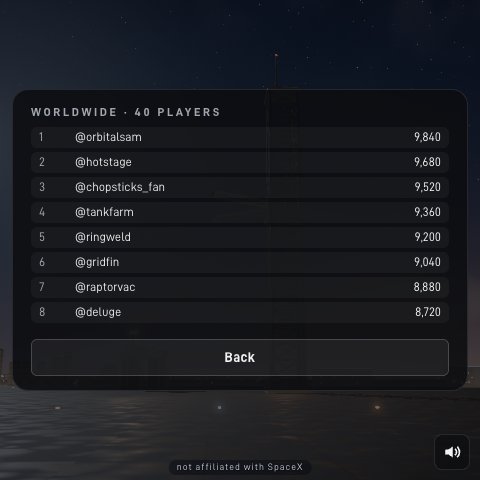 WORLDWIDE · 40 PLAYERS
1 @orbitalsam 9,840
2 @hotstage 9,680
3 @chopsticks_fan 9,520
4 @tankfarm 9,360
5 @ringweld 9,200
6 @gridfin 9,040
7 @raptorvac 8,880
8 @deluge 8,720
Back
not affiliated with SpaceX